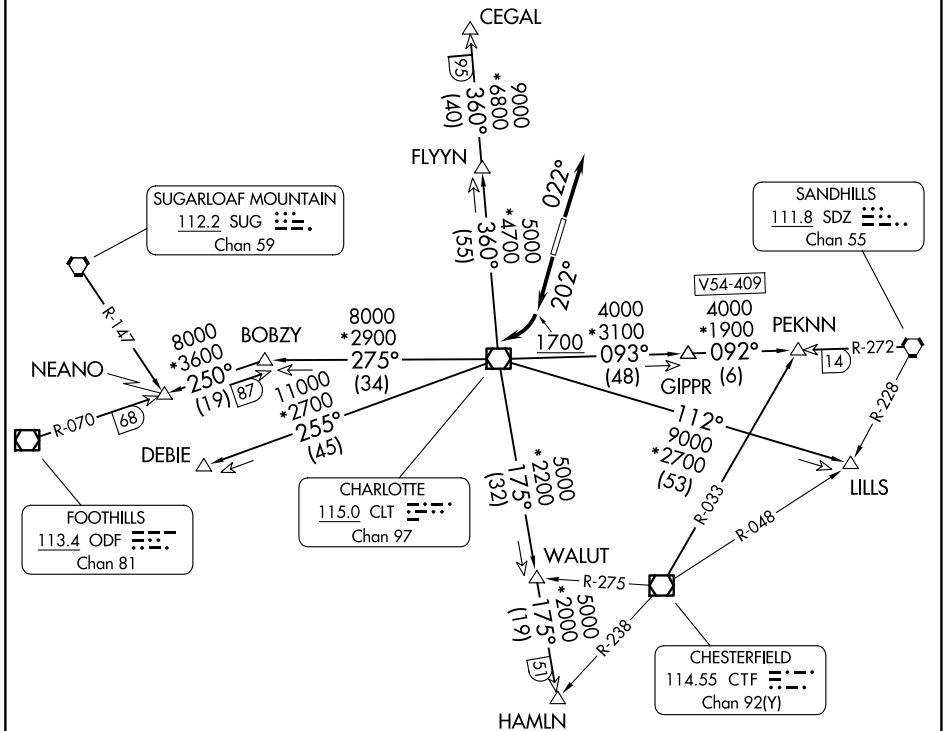 CEGAL
95
360°
(40)
9000
*6800
FLYYN
360°
(55)
5000
*4700
022°
202°
1700
SUGARLOAF MOUNTAIN
112.2 SUG
Chan 59
SANDHILLS
111.8 SDZ
Chan 55
R-147
NEANO
8000
*3600
250°
(19)
87
BOBZY
8000
*2900
275°
(34)
4000
*3100
093°
(48)
GIPPR
V54-409
4000
*1900
092°
(6)
PEKNN
R-272
14
R-228
R-070
68
11000
*2700
255°
(45)
DEBIE
112°
9000
*2700
(53)
LILLS
FOOTHILLS
113.4 ODF
Chan 81
CHARLOTTE
115.0 CLT
Chan 97
5000
*2200
175°
(32)
R-033
R-048
WALUT
R-275
5000
*2000
175°
(19)
51
R-238
HAMLN
CHESTERFIELD
114.55 CTF
Chan 92(Y)